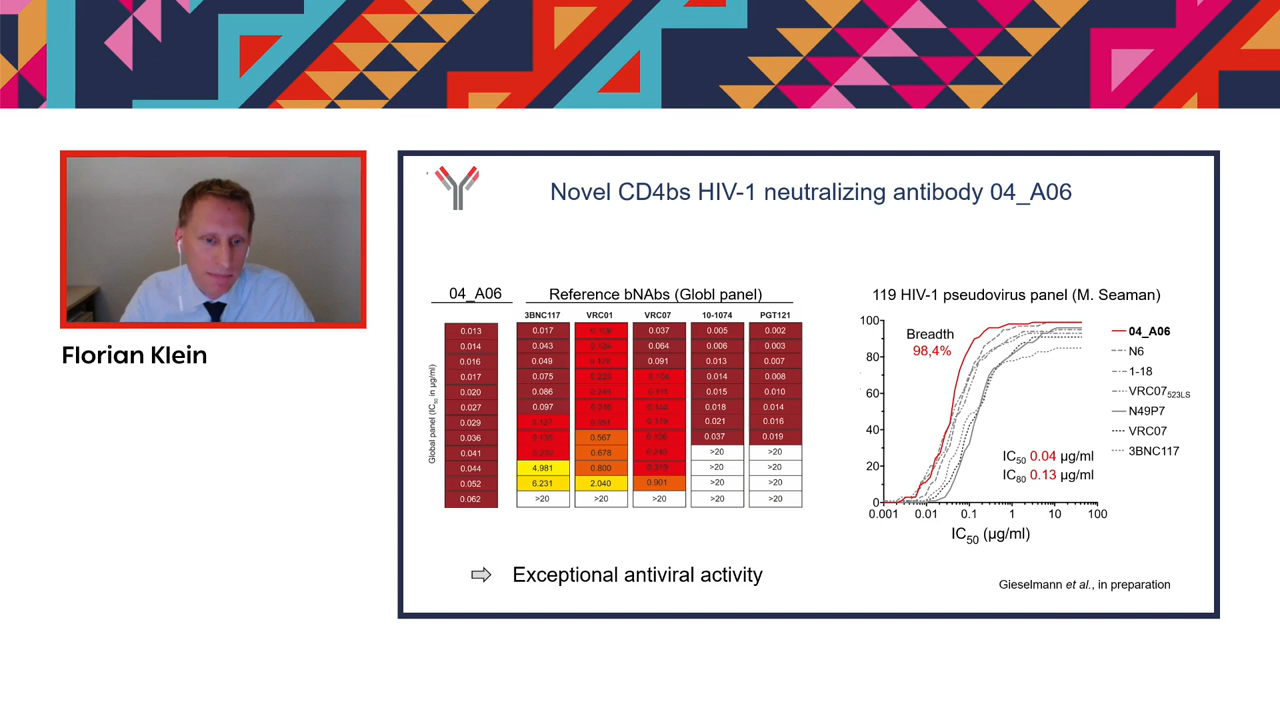 Florian Klein
Novel CD4bs HIV-1 neutralizing antibody 04_A06
04_A06
Reference bNAbs (Globl panel)
3BNC117 VRC01 VRC07 10-1074 PGT121
Global panel (IC50 in µg/ml)
0.013 0.017 0.037 0.005 0.002
0.014 0.043 0.064 0.006 0.003
0.016 0.049 0.091 0.013 0.007
0.017 0.075 0.014 0.008
0.020 0.086 0.015 0.010
0.027 0.097 0.018 0.014
0.029 0.021 0.016
0.036 0.567 0.037 0.019
0.041 0.678 >20 >20
0.044 4.981 0.800 >20 >20
0.052 6.231 2.040 0.901 >20 >20
0.062 >20 >20 >20 >20 >20
119 HIV-1 pseudovirus panel (M. Seaman)
100
80
60
40
20
0
Breadth
98,4%
IC50 0.04 µg/ml
IC80 0.13 µg/ml
0.001 0.01 0.1 1 10 100
IC50 (µg/ml)
04_A06
N6
1-18
VRC07523LS
N49P7
VRC07
3BNC117
Exceptional antiviral activity
Gieselmann et al., in preparation